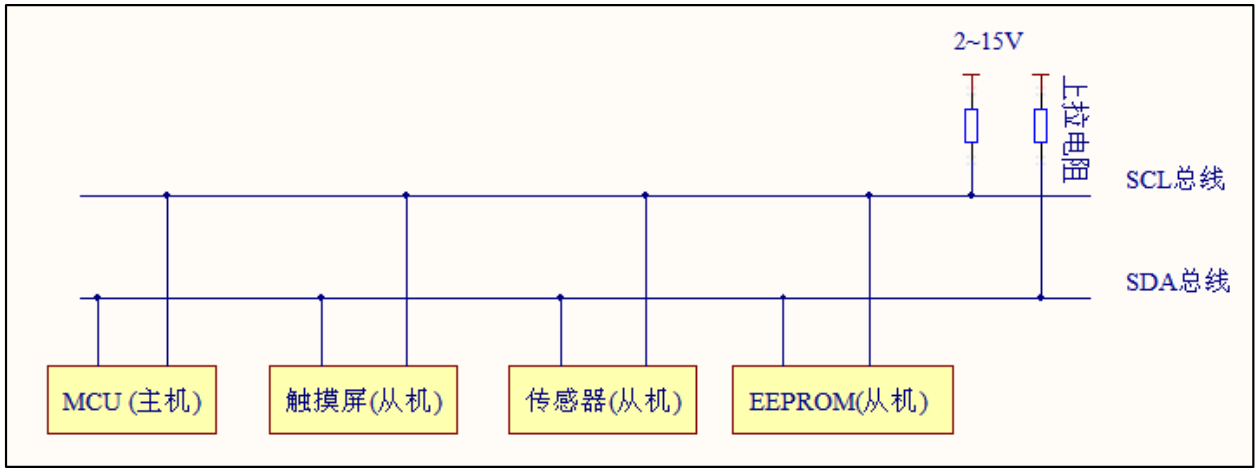 2~15V
上拉电阻
SCL总线
SDA总线
MCU (主机)
触摸屏(从机)
传感器(从机)
EEPROM(从机)